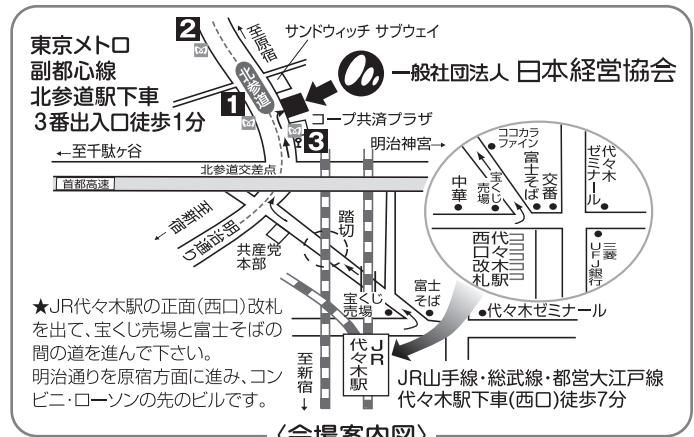 東京メトロ
副都心線
北参道駅下車
3番出入口徒歩1分
2
至原宿
サンドウィッチ サブウェイ
一般社団法人 日本経営協会
北参道
1
コープ共済プラザ
3
←至千駄ヶ谷
明治神宮→
北参道交差点
首都高速
至新宿
明治通り
共産党
本部
踏切
宝くじ
売場
富士
そば
ココカラ
ファイン
中華
宝くじ
売場
富士そば
交番
代々木
ゼミナール
代々木駅
西口改札
三菱
UFJ銀行
代々木ゼミナール
★JR代々木駅の正面(西口)改札
を出て、宝くじ売場と富士そばの
間の道を進んで下さい。
明治通りを原宿方面に進み、コン
ビニ・ローソンの先のビルです。
至新宿
JR
代々木駅
JR山手線・総武線・都営大江戸線
代々木駅下車(西口)徒歩7分
〈会場案内図〉